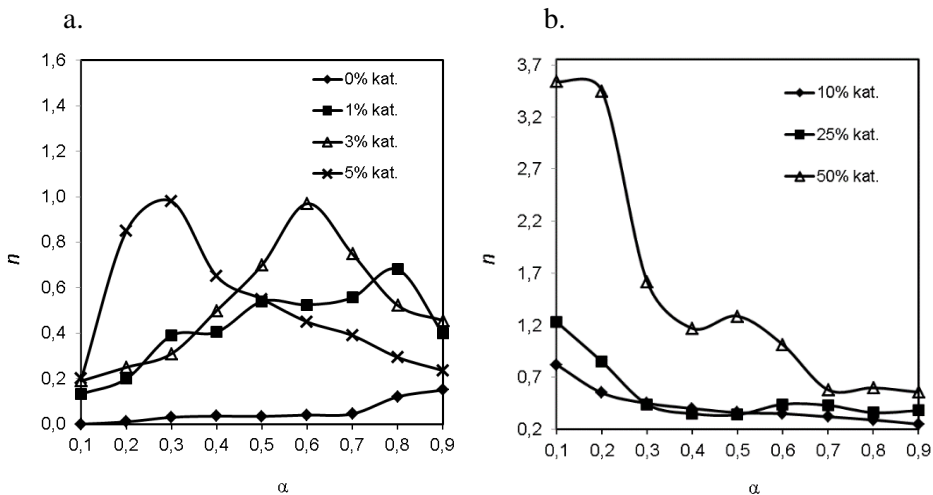 a.
1,6
1,4
1,2
1,0
0,8
0,6
0,4
0,2
0,0
n
0% kat.
1% kat.
3% kat.
5% kat.
0,1 0,2 0,3 0,4 0,5 0,6 0,7 0,8 0,9
α
b.
3,7
3,2
2,7
2,2
1,7
1,2
0,7
0,2
n
10% kat.
25% kat.
50% kat.
0,1 0,2 0,3 0,4 0,5 0,6 0,7 0,8 0,9
α